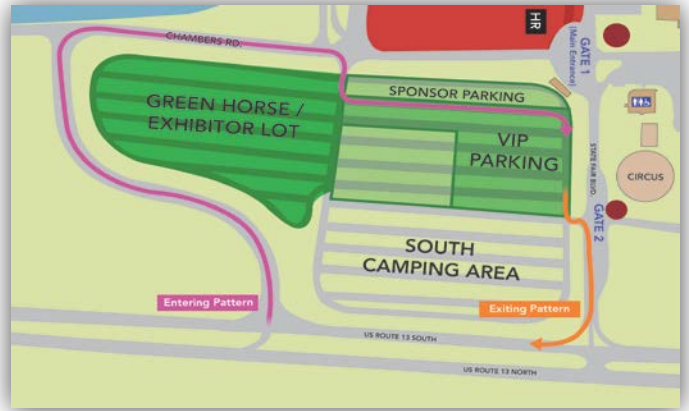 HR
GATE 1
(Main Entrance)
CHAMBERS RD.
SPONSOR PARKING
GREEN HORSE /
EXHIBITOR LOT
VIP
PARKING
STATE FAIR BLVD.
CIRCUS
GATE 2
SOUTH
CAMPING AREA
Entering Pattern
Exiting Pattern
US ROUTE 13 SOUTH
US ROUTE 13 NORTH